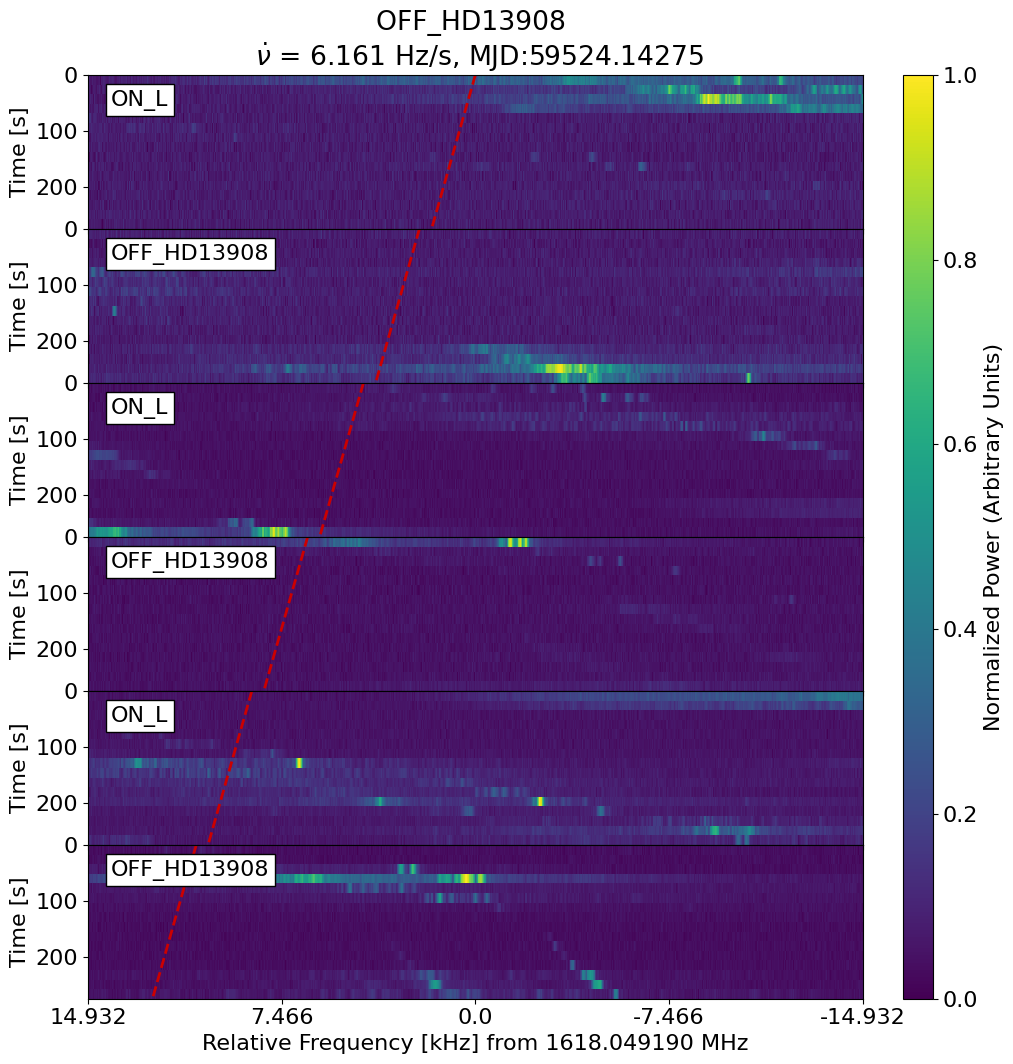 OFF_HD13908
ν̇ = 6.161 Hz/s, MJD:59524.14275
0
ON_L
Time [s]
100
200
0
OFF_HD13908
Time [s]
100
200
0
ON_L
Time [s]
100
200
0
OFF_HD13908
Time [s]
100
200
0
ON_L
Time [s]
100
200
0
OFF_HD13908
Time [s]
100
200
14.932 7.466 0.0 -7.466 -14.932
Relative Frequency [kHz] from 1618.049190 MHz
1.0
0.8
0.6
0.4
0.2
0.0
Normalized Power (Arbitrary Units)